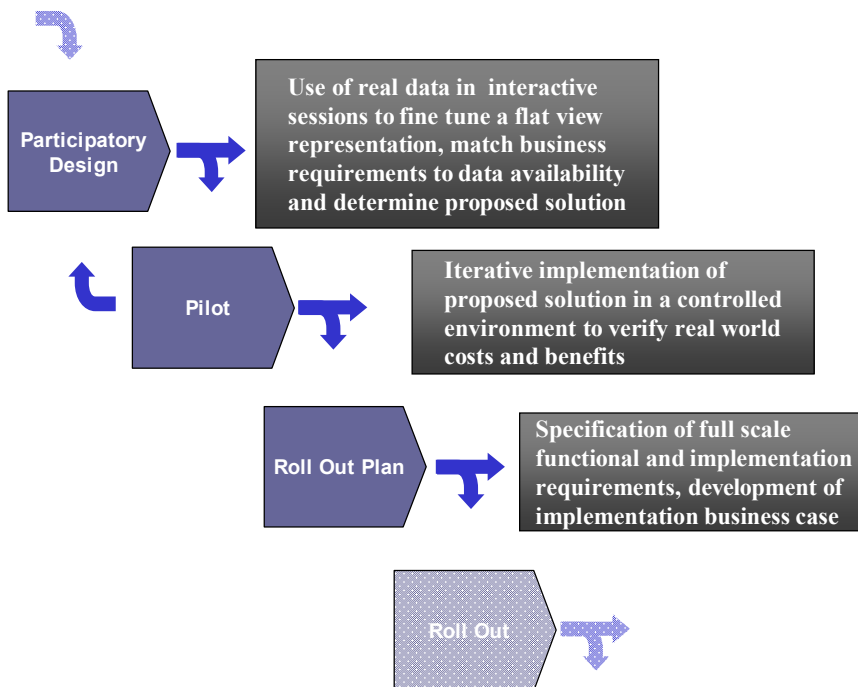 Participatory
Design
Use of real data in interactive
sessions to fine tune a flat view
representation, match business
requirements to data availability
and determine proposed solution
Pilot
Iterative implementation of
proposed solution in a controlled
environment to verify real world
costs and benefits
Roll Out Plan
Specification of full scale
functional and implementation
requirements, development of
implementation business case
Roll Out